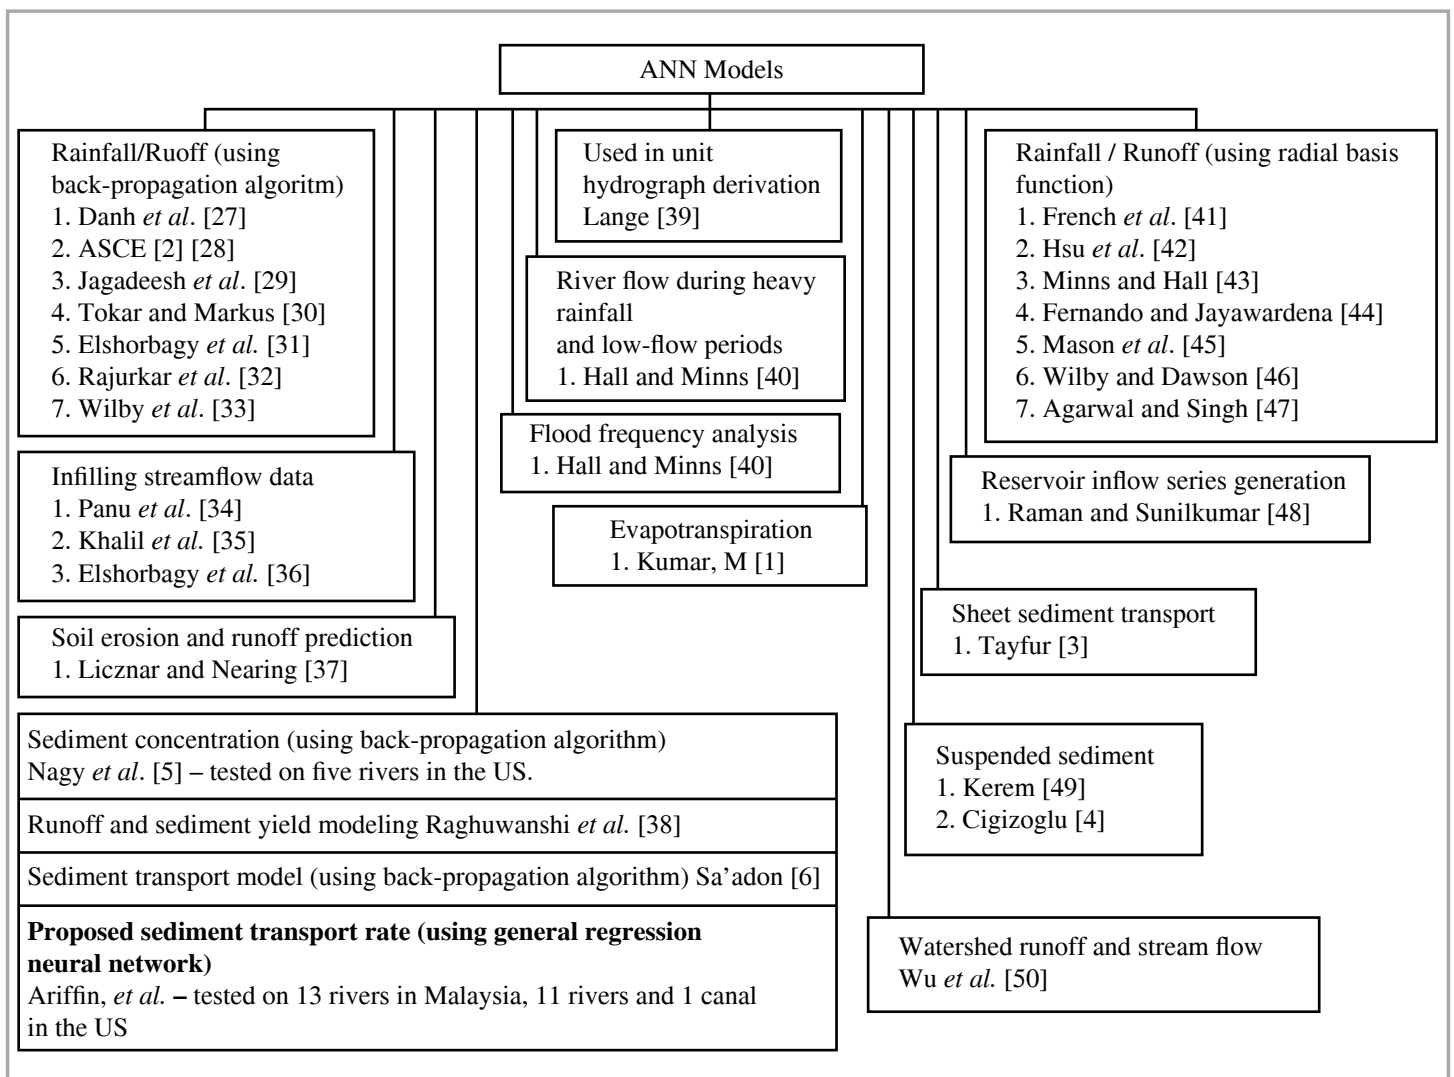 ANN Models
Rainfall/Ruoff (using
back-propagation algoritm)
1. Danh et al. [27]
2. ASCE [2] [28]
3. Jagadeesh et al. [29]
4. Tokar and Markus [30]
5. Elshorbagy et al. [31]
6. Rajurkar et al. [32]
7. Wilby et al. [33]
Infilling streamflow data
1. Panu et al. [34]
2. Khalil et al. [35]
3. Elshorbagy et al. [36]
Soil erosion and runoff prediction
1. Licznar and Nearing [37]
Sediment concentration (using back-propagation algorithm)
Nagy et al. [5] – tested on five rivers in the US.
Runoff and sediment yield modeling Raghuwanshi et al. [38]
Sediment transport model (using back-propagation algorithm) Sa’adon [6]
Proposed sediment transport rate (using general regression
neural network)
Ariffin, et al. – tested on 13 rivers in Malaysia, 11 rivers and 1 canal
in the US
Used in unit
hydrograph derivation
Lange [39]
River flow during heavy
rainfall
and low-flow periods
1. Hall and Minns [40]
Flood frequency analysis
1. Hall and Minns [40]
Evapotranspiration
1. Kumar, M [1]
Rainfall / Runoff (using radial basis
function)
1. French et al. [41]
2. Hsu et al. [42]
3. Minns and Hall [43]
4. Fernando and Jayawardena [44]
5. Mason et al. [45]
6. Wilby and Dawson [46]
7. Agarwal and Singh [47]
Reservoir inflow series generation
1. Raman and Sunilkumar [48]
Sheet sediment transport
1. Tayfur [3]
Suspended sediment
1. Kerem [49]
2. Cigizoglu [4]
Watershed runoff and stream flow
Wu et al. [50]